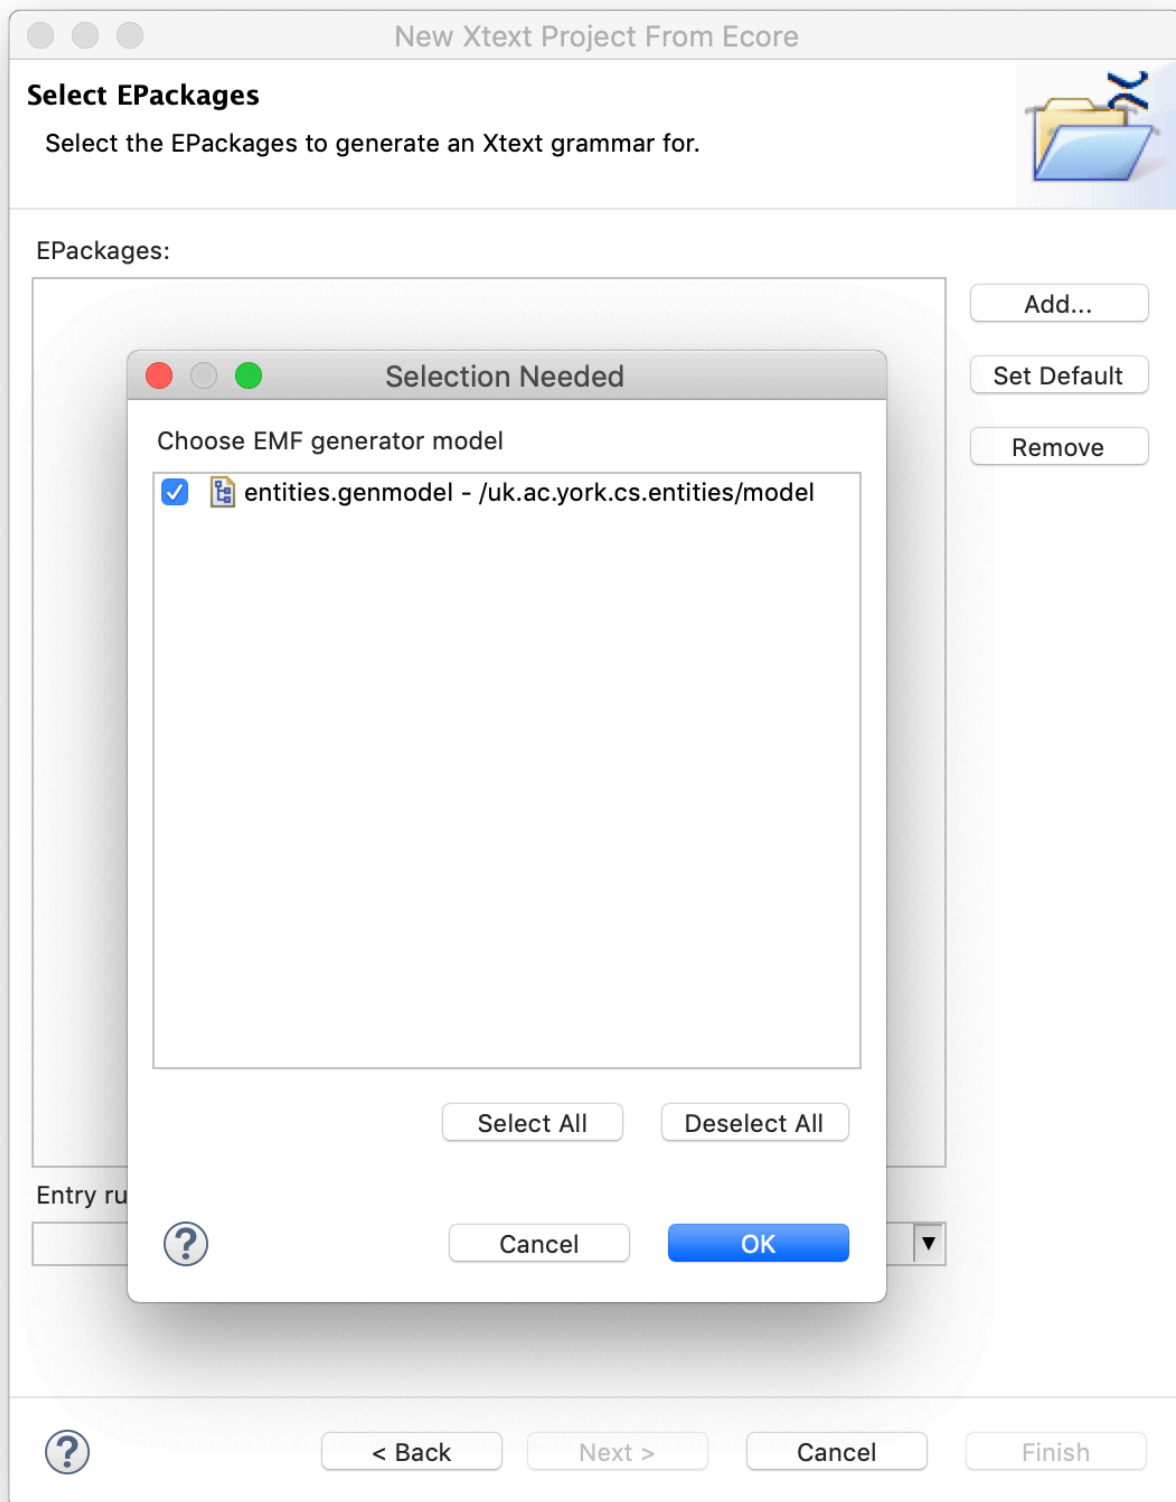 New Xtext Project From Ecore
Select EPackages
Select the EPackages to generate an Xtext grammar for.
EPackages:
Add...
Set Default
Remove
Selection Needed
Choose EMF generator model
entities.genmodel - /uk.ac.york.cs.entities/model
Select All
Deselect All
Entry ru
Cancel
OK
< Back
Next >
Cancel
Finish